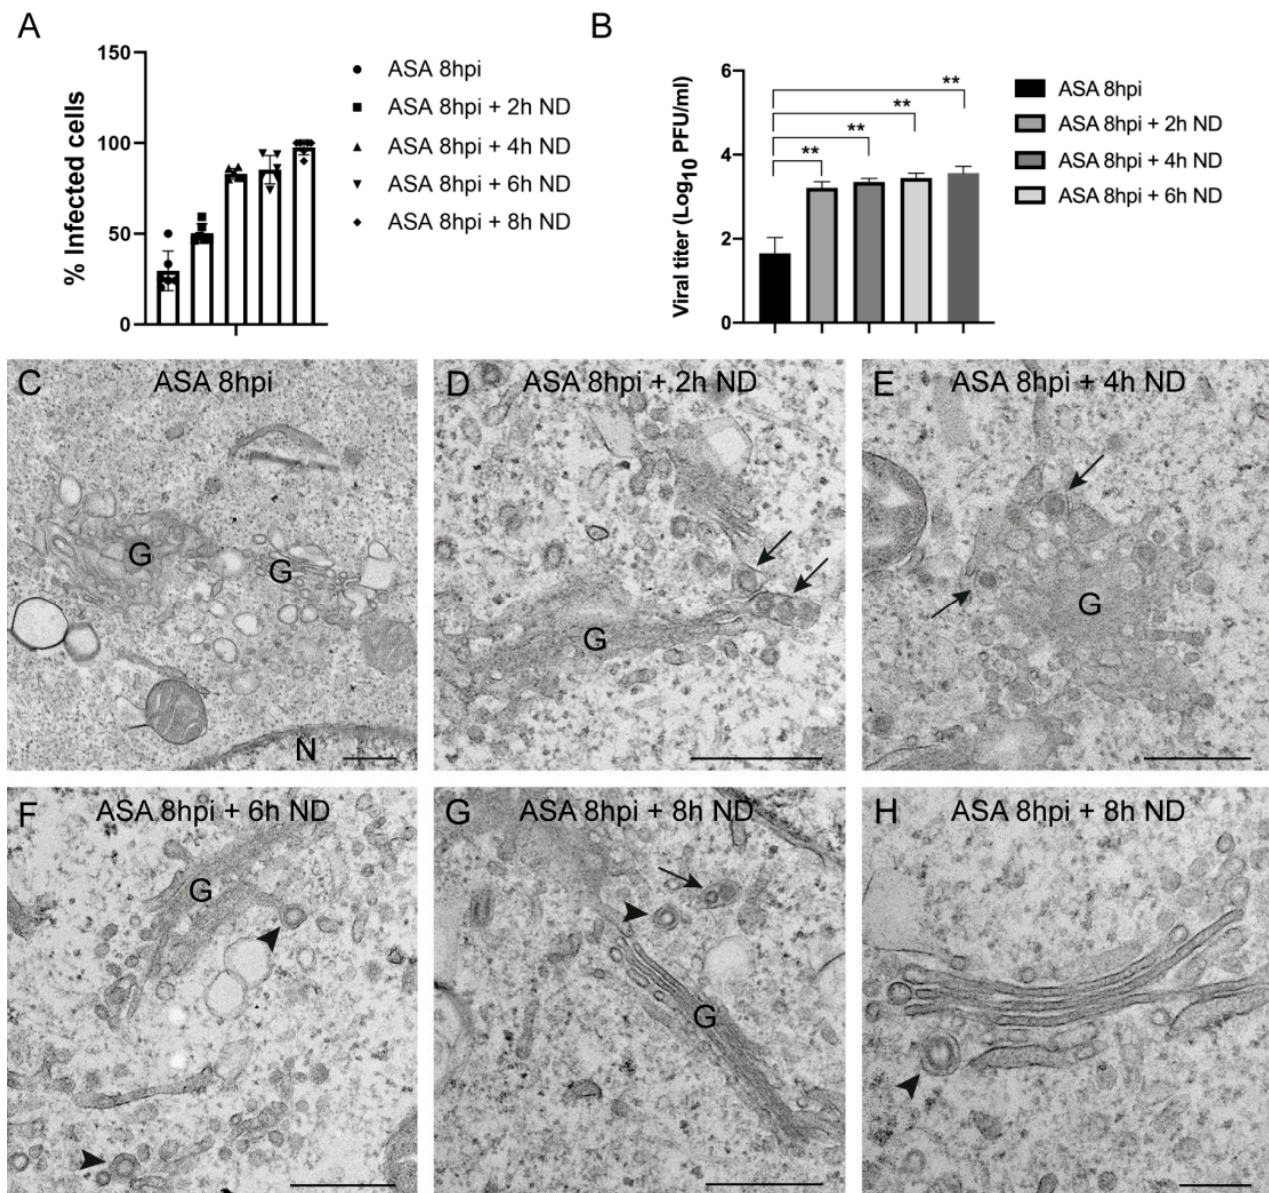 A
150
100
50
0
% Infected cells
ASA 8hpi
ASA 8hpi + 2h ND
ASA 8hpi + 4h ND
ASA 8hpi + 6h ND
ASA 8hpi + 8h ND
B
6
4
2
0
Viral titer (Log10 PFU/ml)
**
**
**
**
ASA 8hpi
ASA 8hpi + 2h ND
ASA 8hpi + 4h ND
ASA 8hpi + 6h ND
C
ASA 8hpi
G
G
N
D
ASA 8hpi + 2h ND
G
E
ASA 8hpi + 4h ND
G
F
ASA 8hpi + 6h ND
G
G
ASA 8hpi + 8h ND
G
H
ASA 8hpi + 8h ND